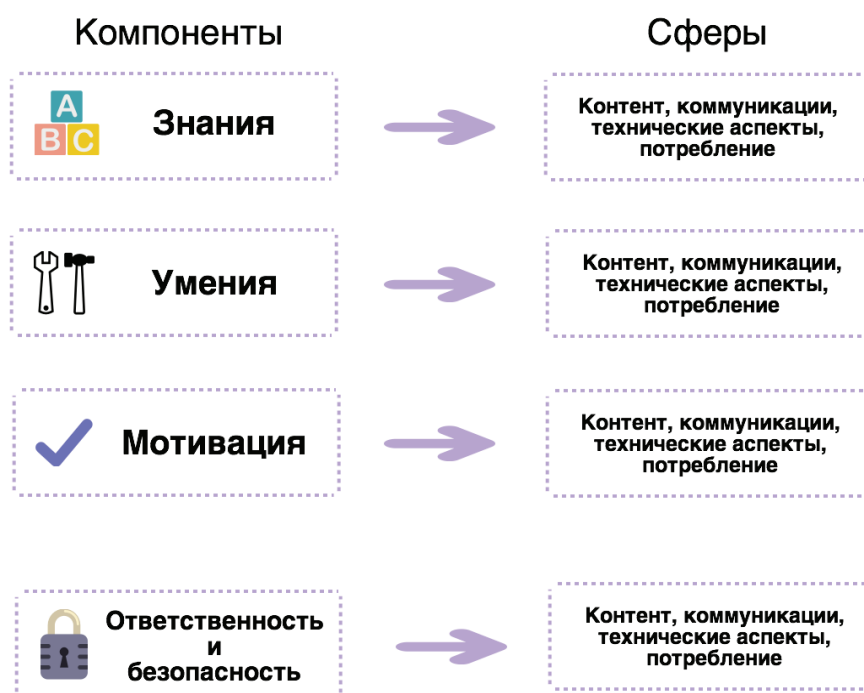 Компоненты
Сферы
A
B C
Знания
Контент, коммуникации,
технические аспекты,
потребление
Умения
Контент, коммуникации,
технические аспекты,
потребление
Мотивация
Контент, коммуникации,
технические аспекты,
потребление
Ответственность
и
безопасность
Контент, коммуникации,
технические аспекты,
потребление